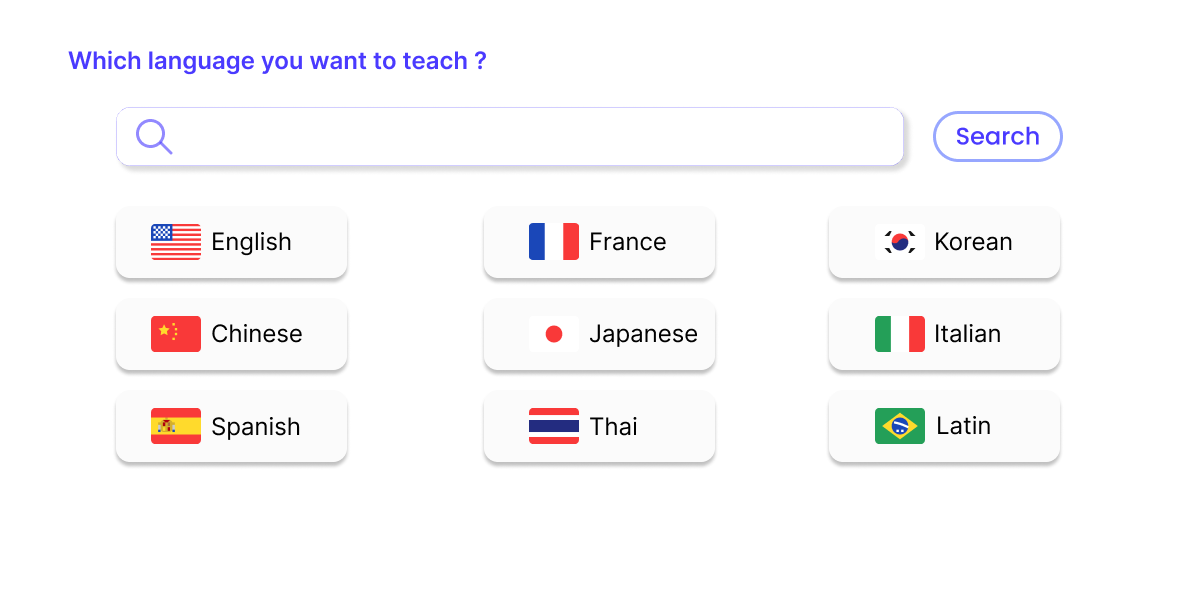 Which language you want to teach ?
Search
English
France
Korean
Chinese
Japanese
Italian
Spanish
Thai
Latin